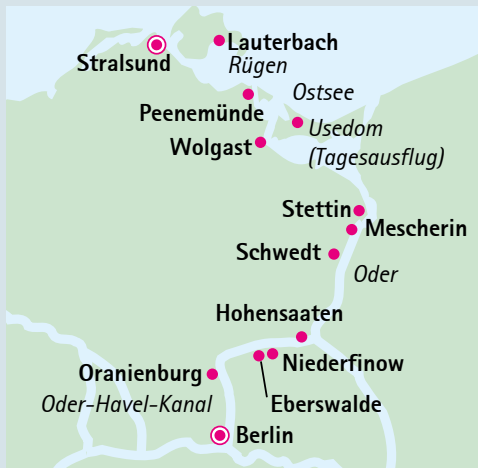 Lauterbach
Rügen
Stralsund
Ostsee
Peenemünde
Usedom
(Tagesausflug)
Wolgast
Stettin
Mescherin
Schwedt
Oder
Hohensaaten
Niederfinow
Oranienburg
Eberswalde
Oder-Havel-Kanal
Berlin